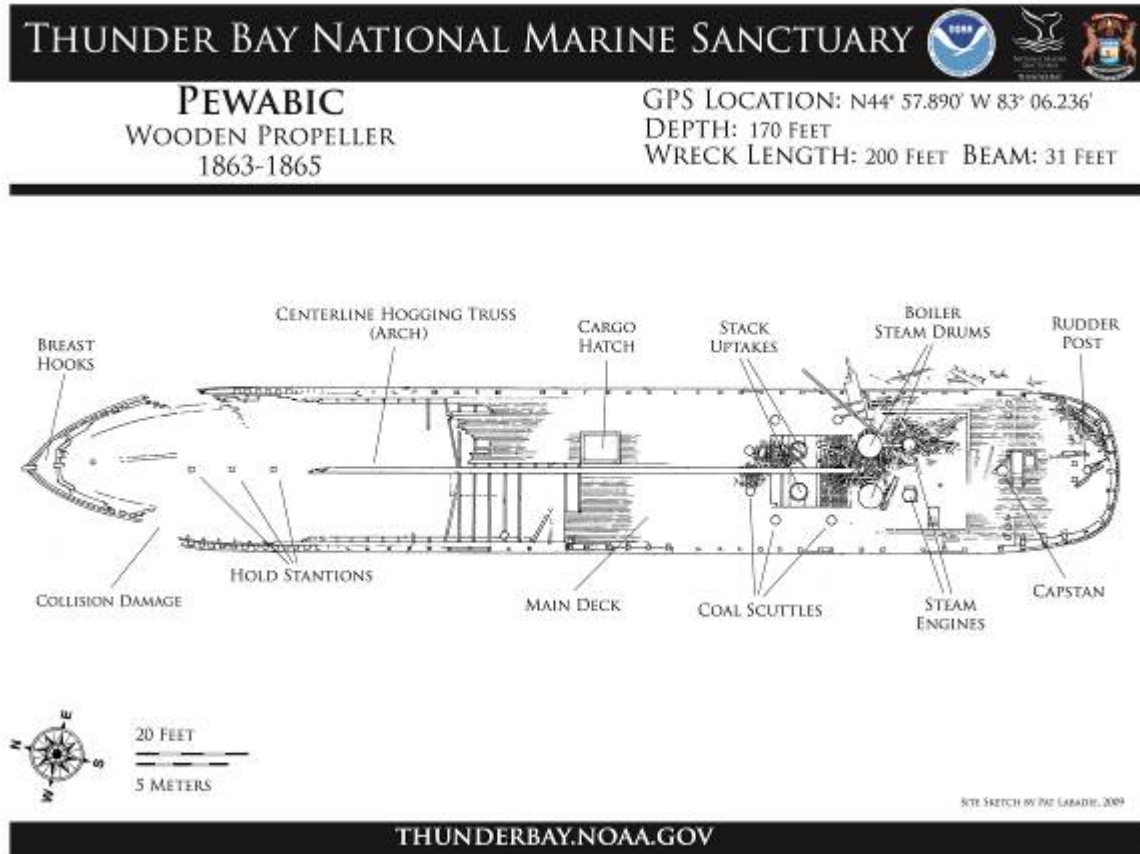 THUNDER BAY NATIONAL MARINE SANCTUARY
NOAA
PEWABIC
WOODEN PROPELLER
1863-1865
GPS LOCATION: N44° 57.890' W 83° 06.236'
DEPTH: 170 FEET
WRECK LENGTH: 200 FEET BEAM: 31 FEET
BREAST
HOOKS
CENTERLINE HOGGING TRUSS
(ARCH)
CARGO
HATCH
STACK
UPTAKES
BOILER
STEAM DRUMS
RUDDER
POST
COLLISION DAMAGE
HOLD STANTIONS
MAIN DECK
COAL SCUTTLES
STEAM
ENGINES
CAPSTAN
N
E
S
W
20 FEET
5 METERS
SITE SKETCH BY PAT LABADIE, 2009
THUNDERBAY.NOAA.GOV